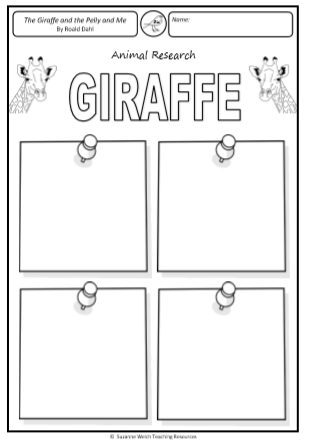 The Giraffe and the Pelly and Me
By Roald Dahl
Name:
Animal Research
GIRAFFE
© Suzanne Welch Teaching Resources